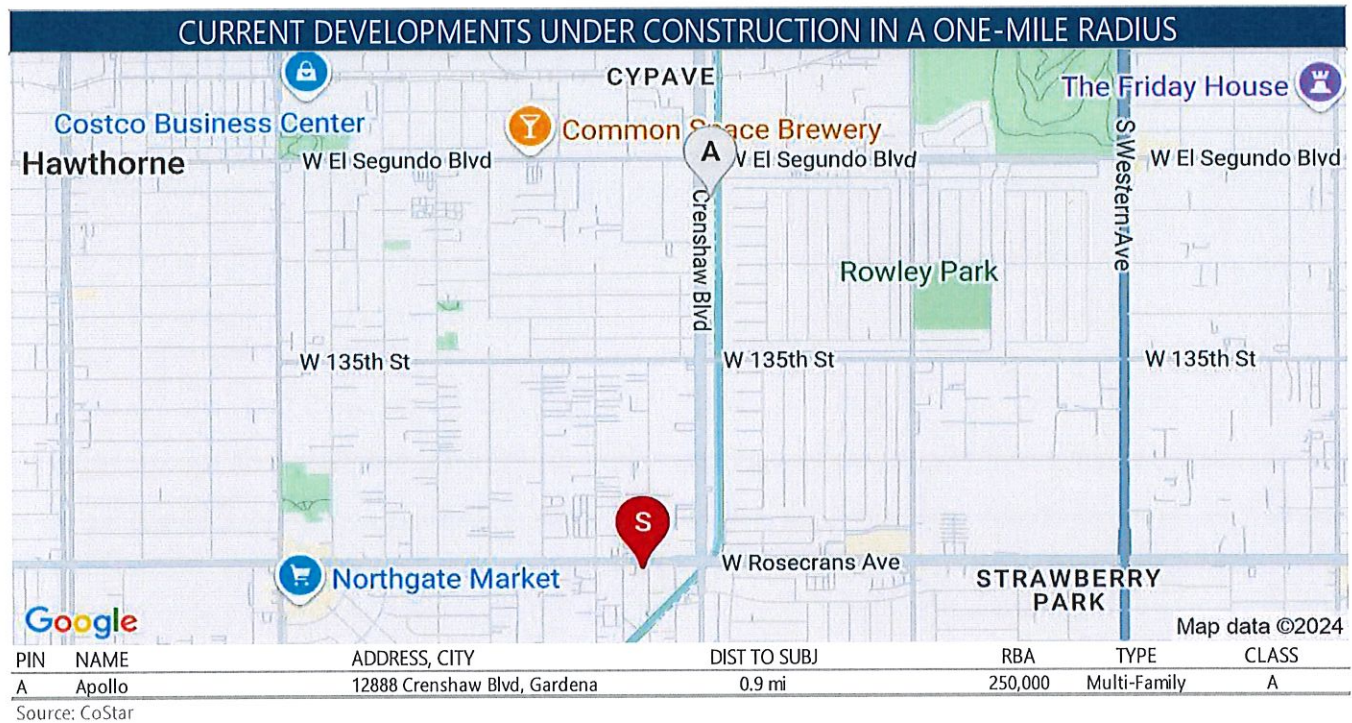 CURRENT DEVELOPMENTS UNDER CONSTRUCTION IN A ONE-MILE RADIUS
CYPAVE
The Friday House
Costco Business Center
Common Space Brewery
A
Hawthorne
W El Segundo Blvd
W El Segundo Blvd
W El Segundo Blvd
S Western Ave
Crenshaw Blvd
Rowley Park
W 135th St
W 135th St
W 135th St
S
W Rosecrans Ave
Northgate Market
STRAWBERRY
PARK
Google
Map data ©2024
PIN NAME ADDRESS, CITY DIST TO SUBJ RBA TYPE CLASS
A Apollo 12888 Crenshaw Blvd, Gardena 0.9 mi 250,000 Multi-Family A
Source: CoStar